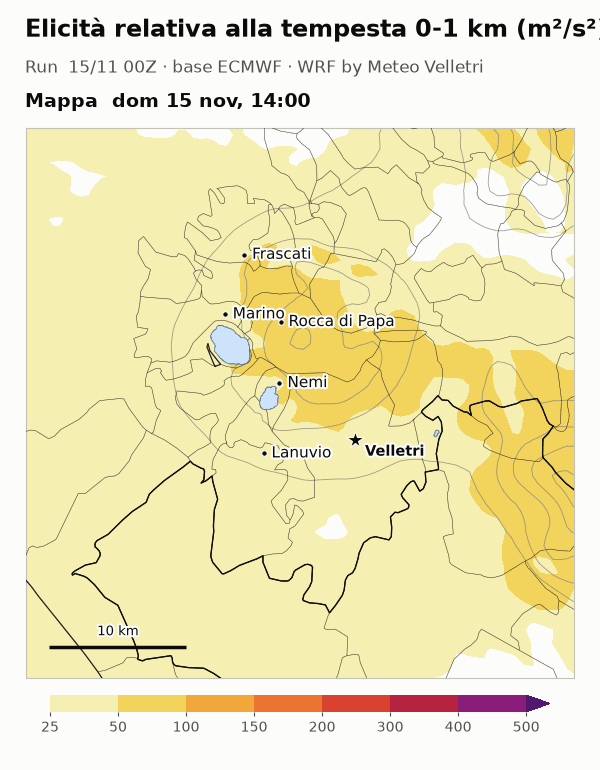 Elicità relativa alla tempesta 0-1 km (m²/s²)
Run  15/11 00Z · base ECMWF · WRF by Meteo Velletri
Mappa  dom 15 nov, 14:00
Frascati
Marino
Rocca di Papa
Nemi
Velletri
Lanuvio
10 km
25 50 100 150 200 300 400 500